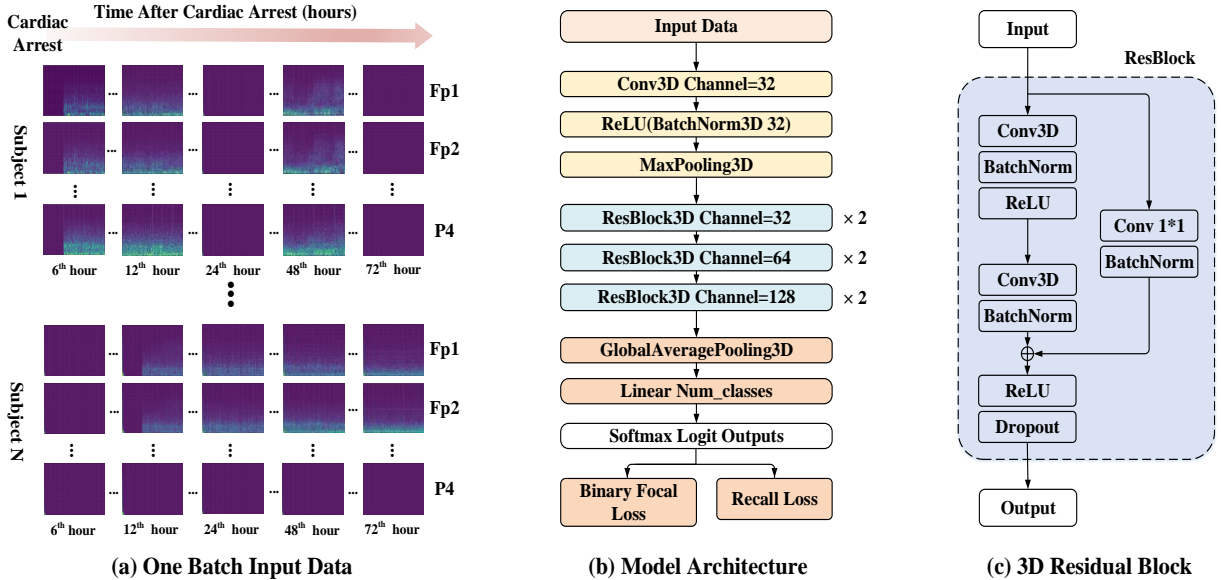 Time After Cardiac Arrest (hours)
Cardiac
Arrest
Subject 1
... ... ... ... Fp1
... ... ... ... Fp2
P4
... ... ... ...
6th hour 12th hour 24th hour 48th hour 72th hour
Subject N
... ... ... ... Fp1
... ... ... ... Fp2
... ... ... ... P4
6th hour 12th hour 24th hour 48th hour 72th hour
(a) One Batch Input Data
Input Data
Conv3D Channel=32
ReLU(BatchNorm3D 32)
MaxPooling3D
ResBlock3D Channel=32 × 2
ResBlock3D Channel=64 × 2
ResBlock3D Channel=128 × 2
GlobalAveragePooling3D
Linear Num_classes
Softmax Logit Outputs
Binary Focal
Loss
Recall Loss
(b) Model Architecture
Input
ResBlock
Conv3D
BatchNorm
ReLU
Conv 1*1
BatchNorm
Conv3D
BatchNorm
ReLU
Dropout
Output
(c) 3D Residual Block